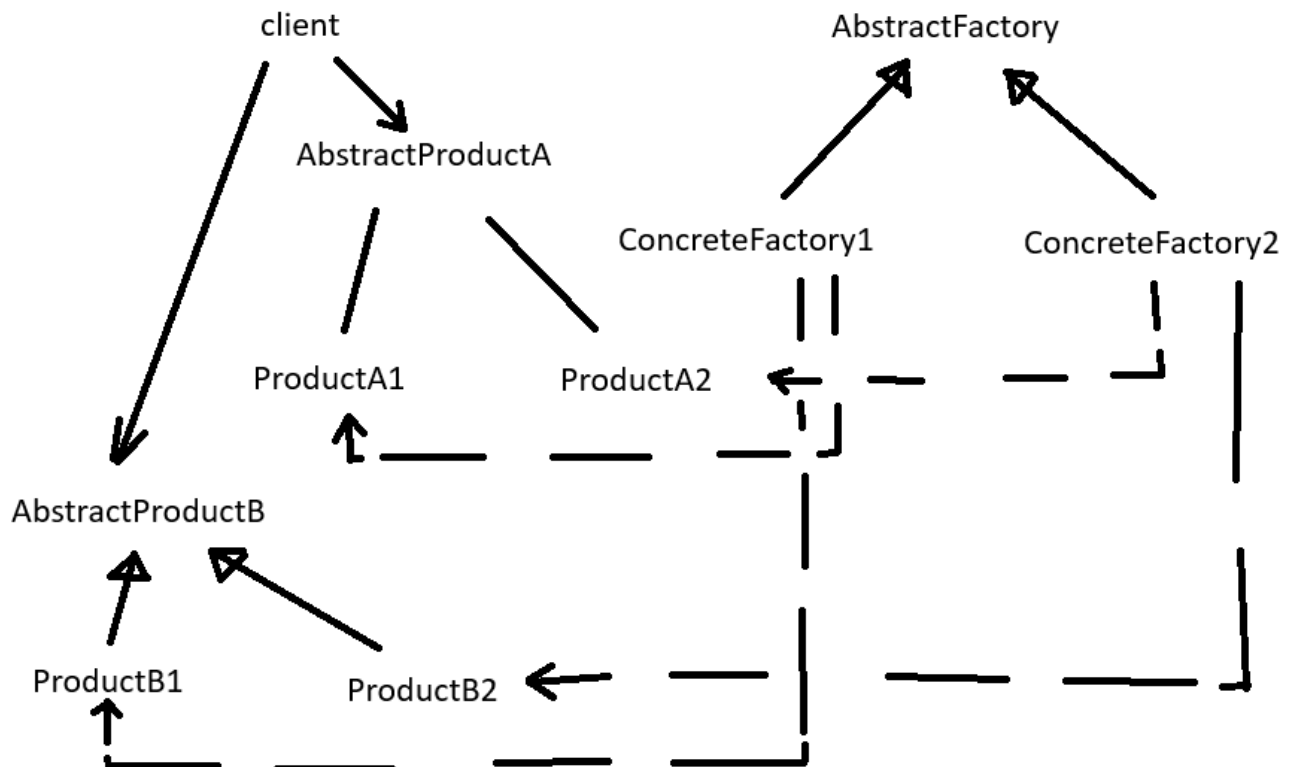 client
AbstractFactory
AbstractProductA
ConcreteFactory1
ConcreteFactory2
ProductA1
ProductA2
AbstractProductB
ProductB1
ProductB2